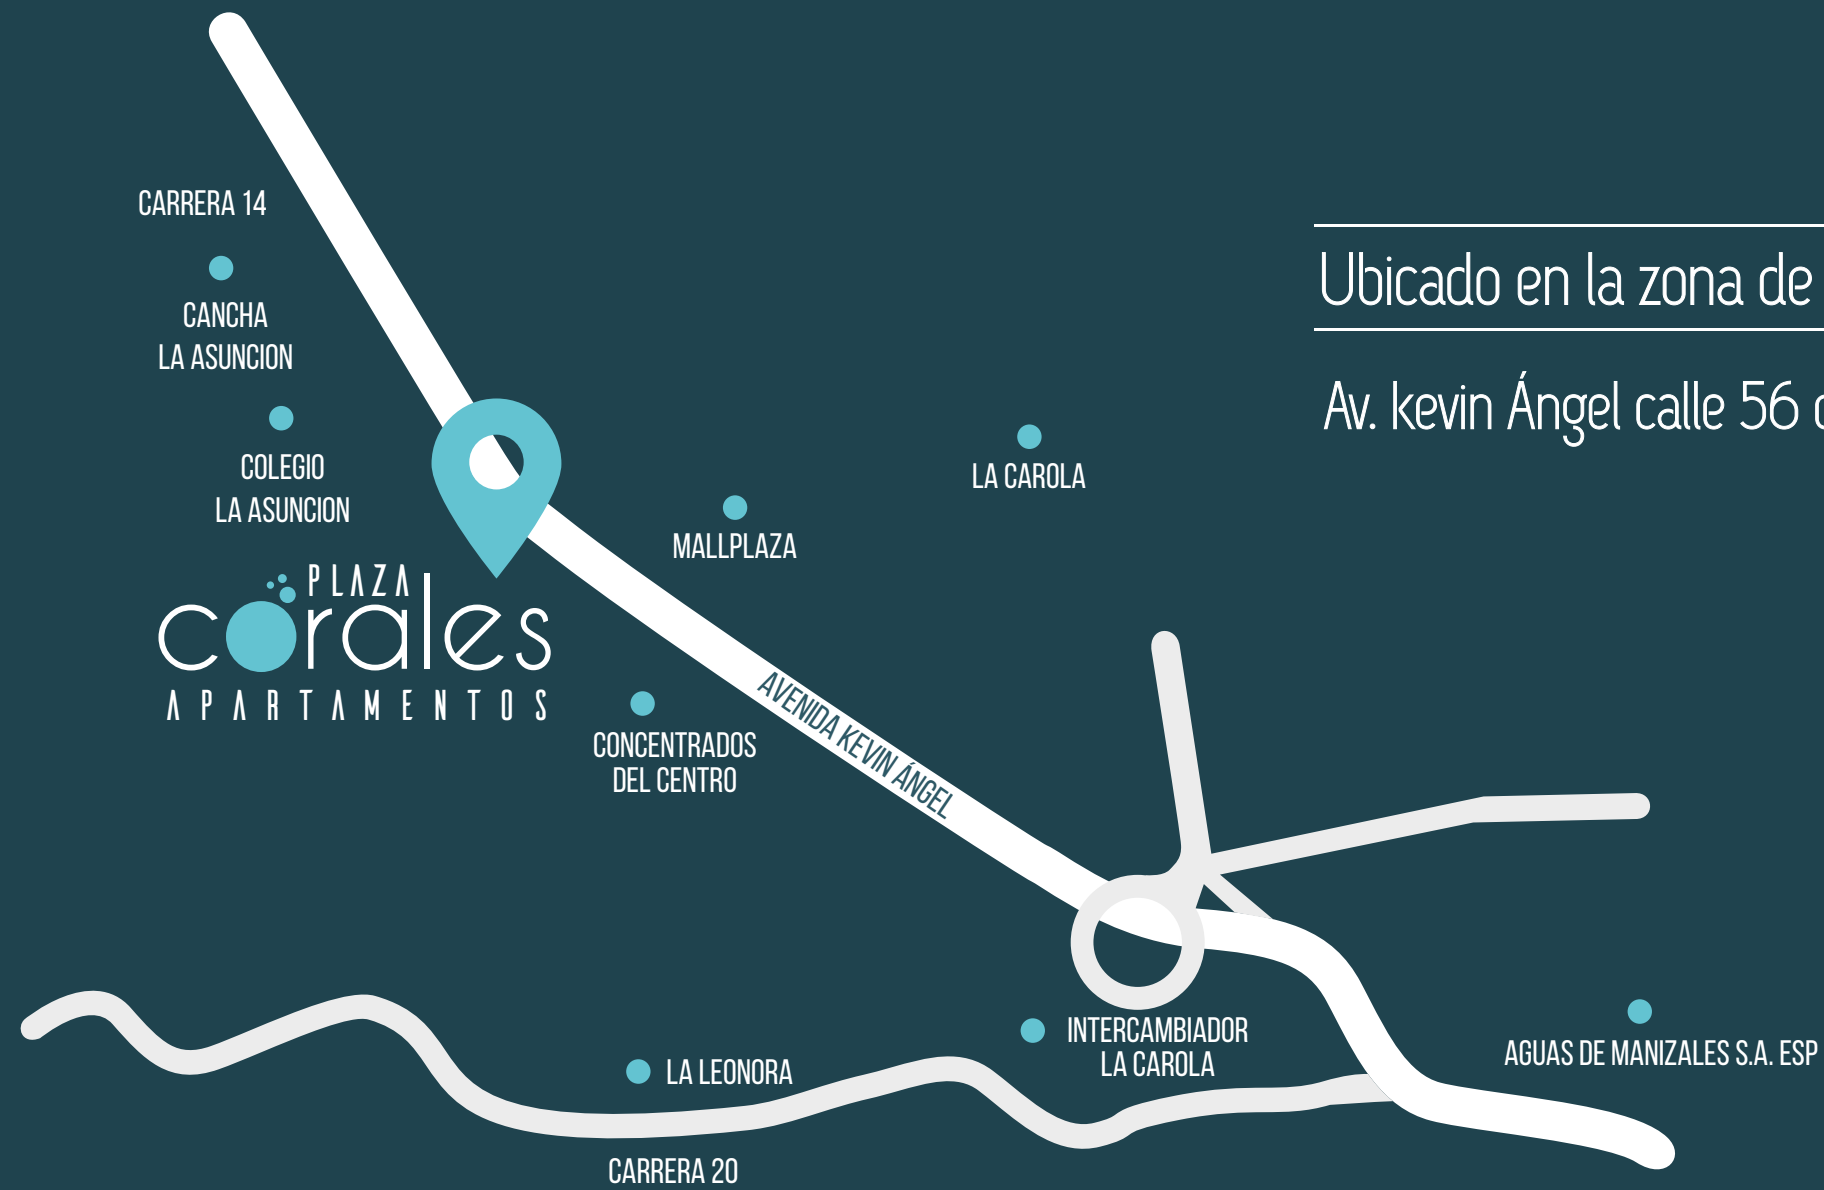 CARRERA 14
CANCHA
LA ASUNCION
COLEGIO
LA ASUNCION
PLAZA
corales
APARTAMENTOS
MALLPLAZA
LA CAROLA
Ubicado en la zona de
Av. kevin Ángel calle 56
CONCENTRADOS
DEL CENTRO
AVENIDA KEVIN ÁNGEL
INTERCAMBIADOR
LA CAROLA
AGUAS DE MANIZALES S.A. ESP
LA LEONORA
CARRERA 20